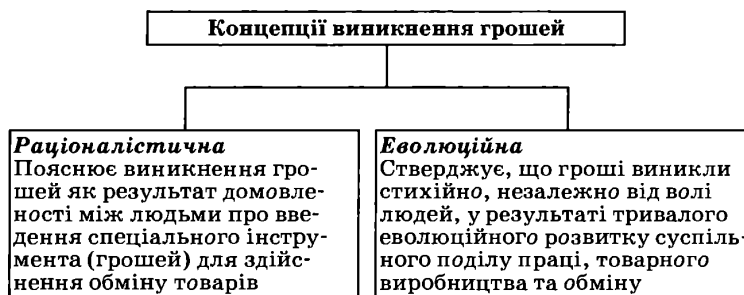 Концепції виникнення грошей
Раціоналістична
Пояснює виникнення гро-
шей як результат домовле-
ності між людьми про вве-
дення спеціального інстру-
мента (грошей) для здійс-
нення обміну товарів
Еволюційна
Стверджує, що гроші виникли
стихійно, незалежно від волі
людей, у результаті тривалого
еволюційного розвитку суспіль-
ного поділу праці, товарного
виробництва та обміну